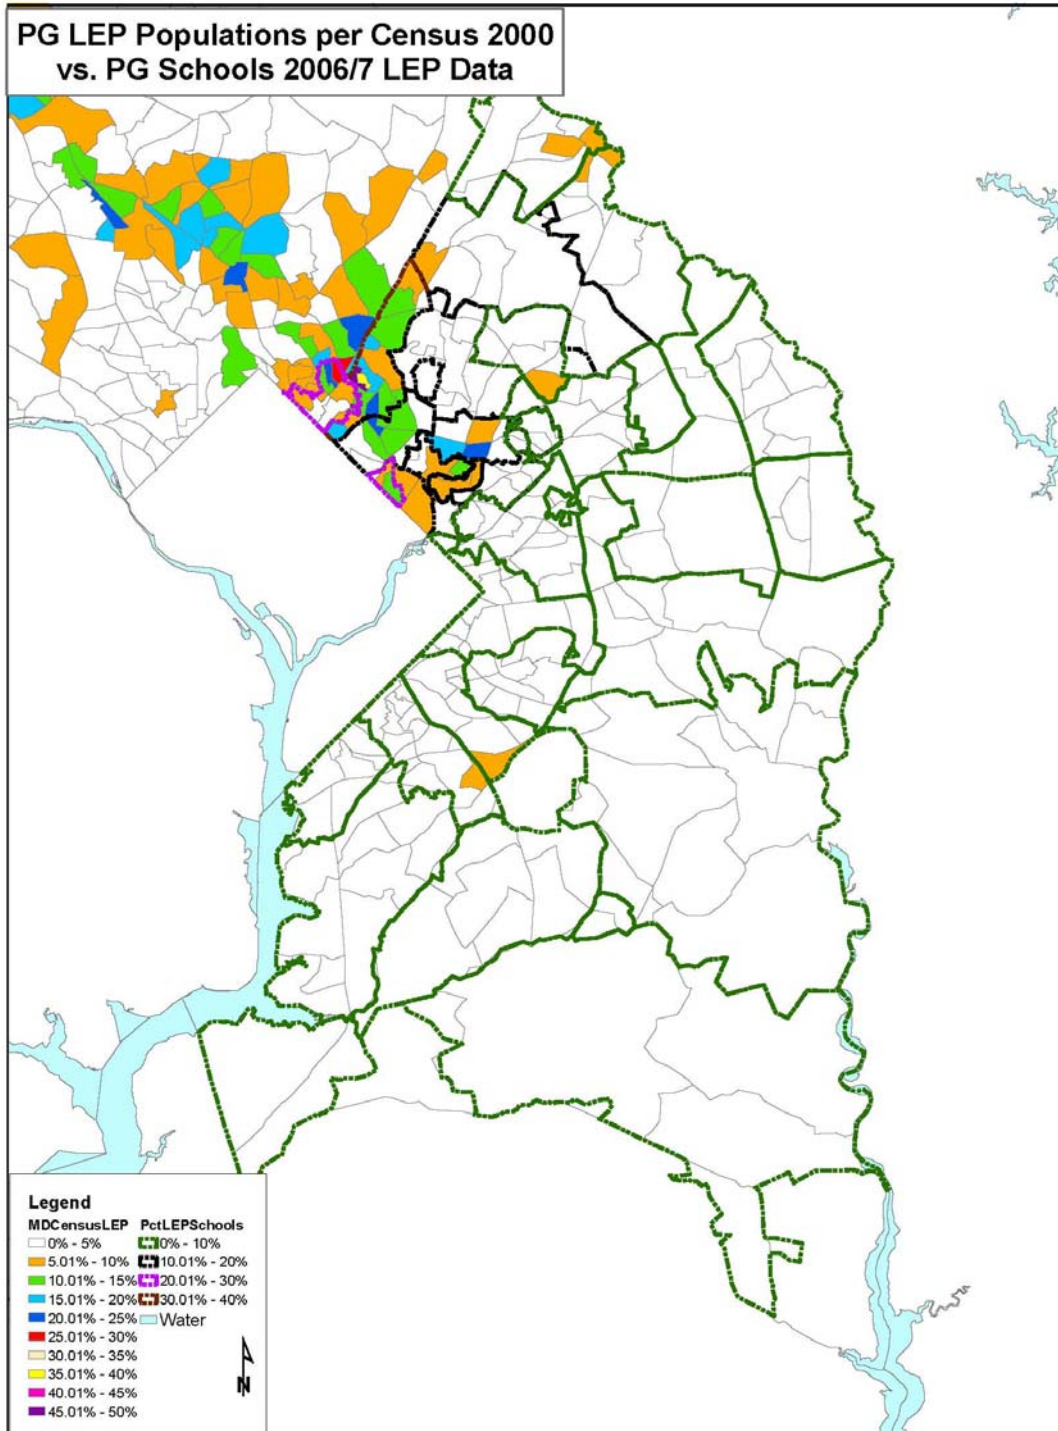 PG LEP Populations per Census 2000
vs. PG Schools 2006/7 LEP Data
Legend
MDCensusLEP PctLEPSchools
0% - 5% 0% - 10%
5.01% - 10% 10.01% - 20%
10.01% - 15% 20.01% - 30%
15.01% - 20% 30.01% - 40%
20.01% - 25% Water
25.01% - 30%
30.01% - 35%
35.01% - 40%
40.01% - 45%
45.01% - 50%
N